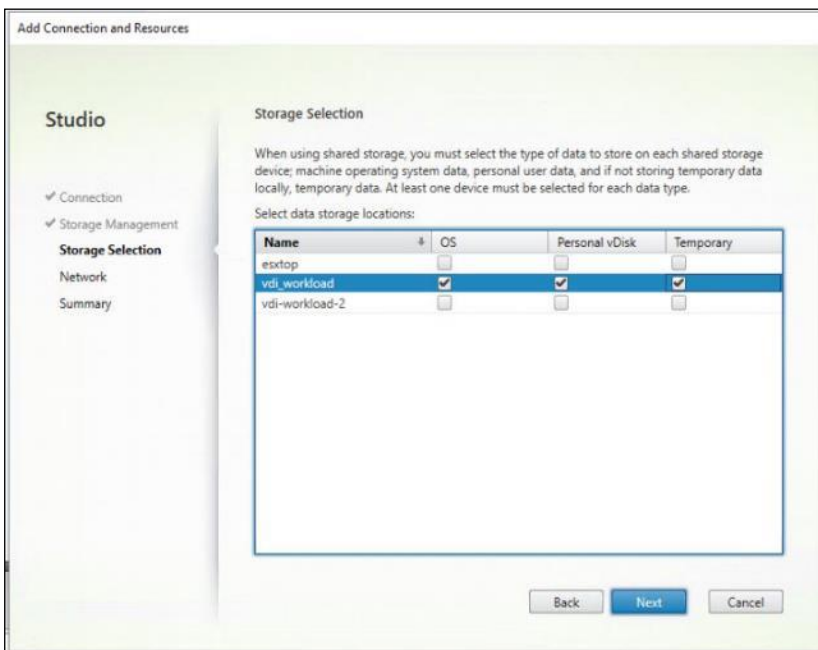 Add Connection and Resources
Studio
Connection
Storage Management
Storage Selection
Network
Summary
Storage Selection
When using shared storage, you must select the type of data to store on each shared storage
device; machine operating system data, personal user data, and if not storing temporary data
locally, temporary data. At least one device must be selected for each data type.
Select data storage locations:
Name OS Personal vDisk Temporary
esxtop
vdi_workload
vdi-workload-2
Back Next Cancel